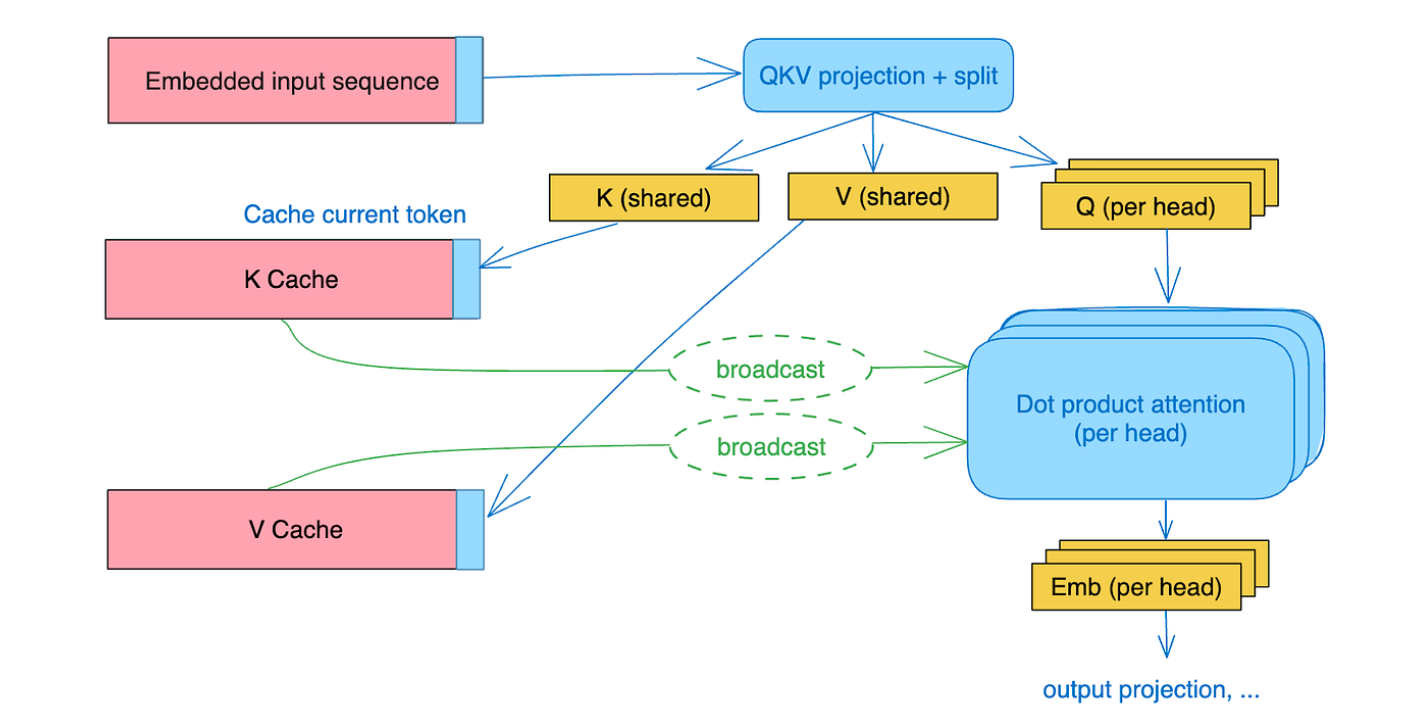 Embedded input sequence
QKV projection + split
K (shared)
V (shared)
Q (per head)
Cache current token
K Cache
broadcast
broadcast
Dot product attention
(per head)
V Cache
Emb (per head)
output projection, ...